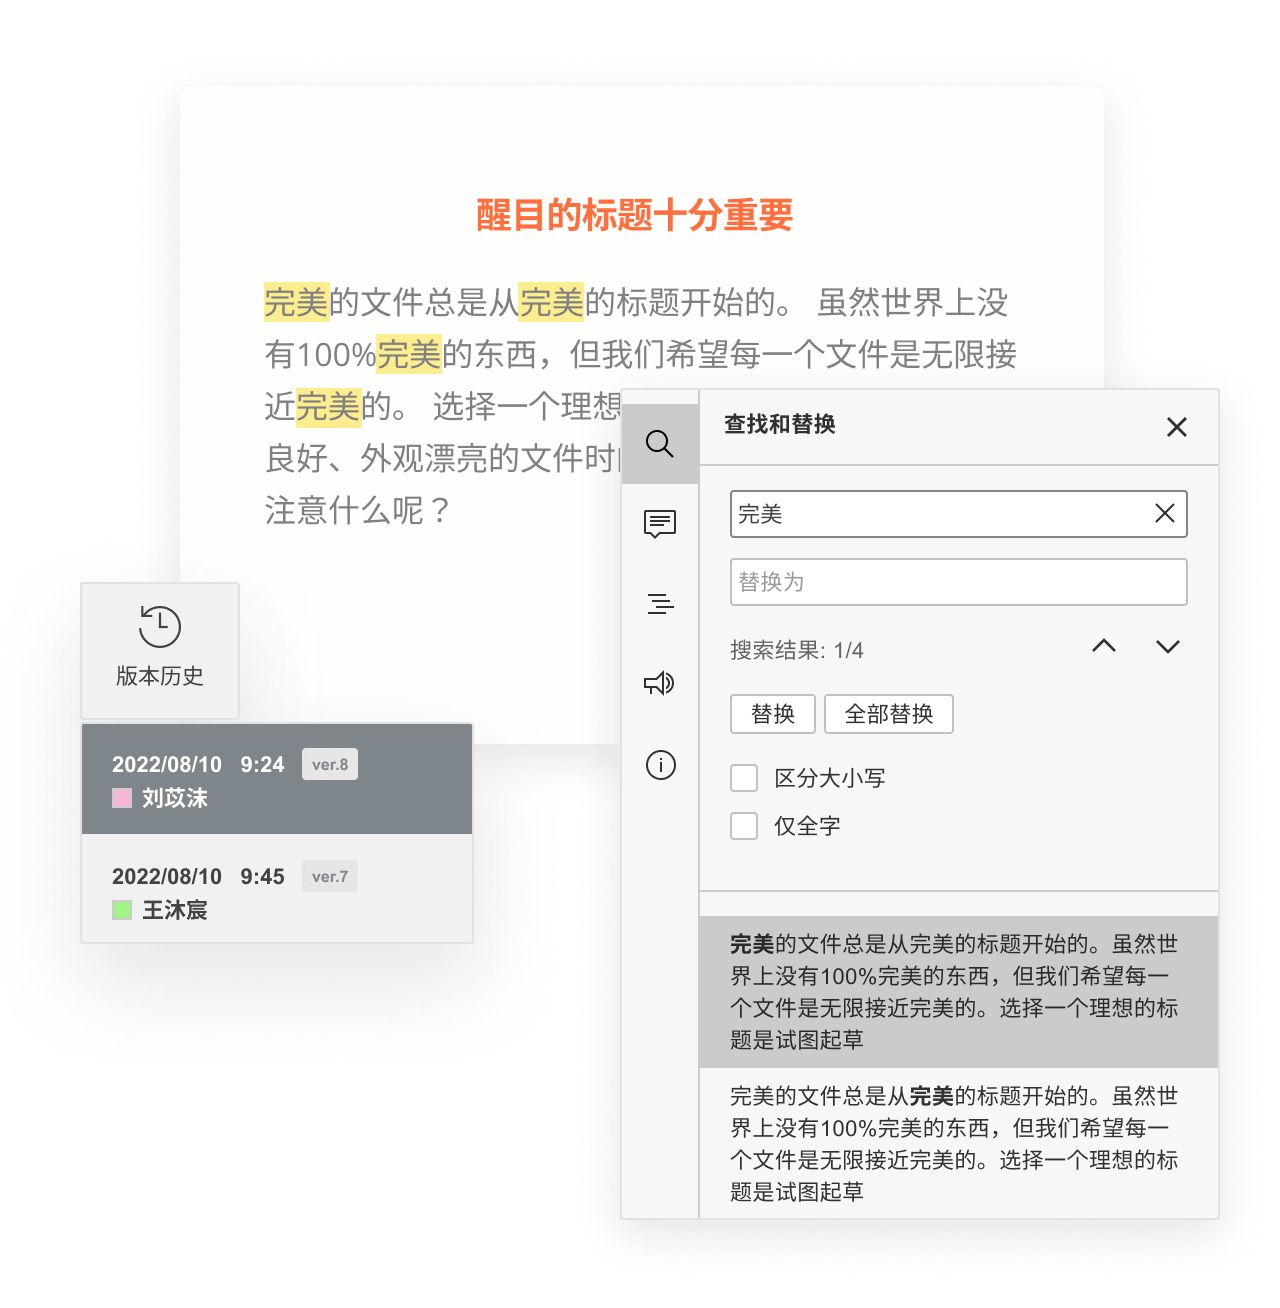 醒目的标题十分重要
完美的文件总是从完美的标题开始的。 虽然世界上没
有100%完美的东西，但我们希望每一个文件是无限接
近完美的。 选择一个理想
良好、外观漂亮的文件时
注意什么呢？
版本历史
2022/08/10 9:24 ver.8
刘苡沫
2022/08/10 9:45 ver.7
王沐宸
查找和替换
完美
替换为
搜索结果: 1/4
替换 全部替换
区分大小写
仅全字
完美的文件总是从完美的标题开始的。虽然世
界上没有100%完美的东西，但我们希望每一
个文件是无限接近完美的。选择一个理想的标
题是试图起草
完美的文件总是从完美的标题开始的。虽然世
界上没有100%完美的东西，但我们希望每一
个文件是无限接近完美的。选择一个理想的标
题是试图起草